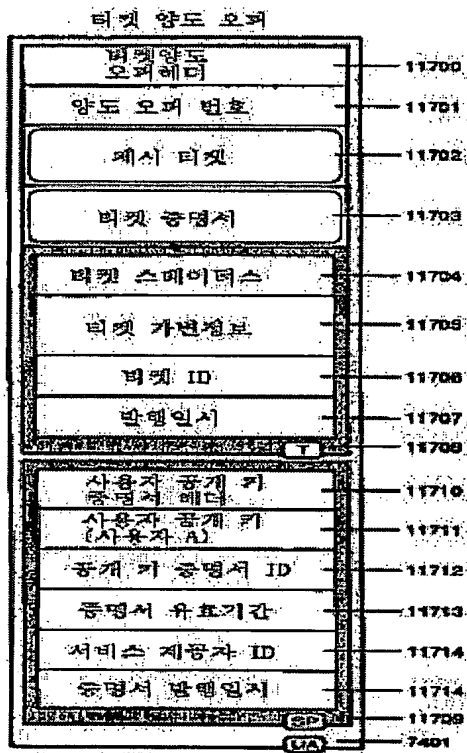 티켓 양도 오퍼
티켓양도
오퍼헤더
11700
양도 오퍼 번호
11701
제시 티켓
11702
티켓 증명서
11703
티켓 스테이터스
11704
티켓 가변정보
11705
티켓 ID
11706
발행일시
11707
T
11708
사용자 공개 키
증명서 헤더
11710
사용자 공개 키
(사용자 A)
11711
공개 키 증명서 ID
11712
증명서 유효기간
11713
서비스 제공자 ID
11714
증명서 발행일시
11714
SP
11709
UA
7401